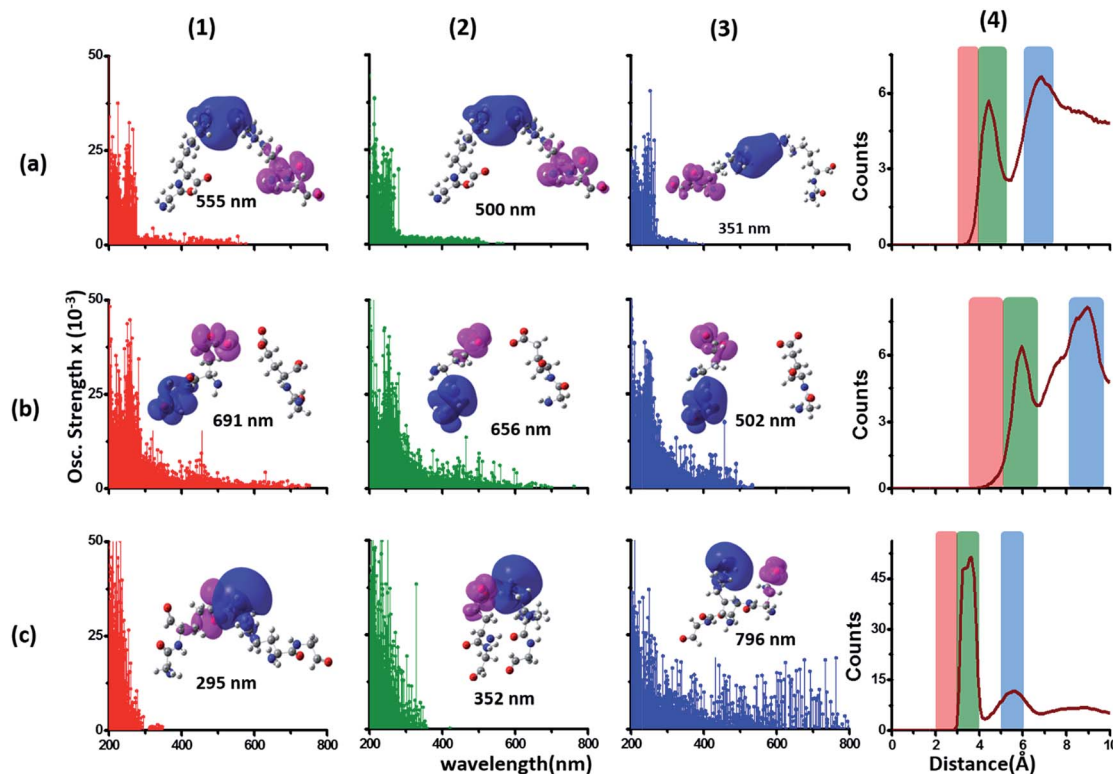 (1) (2) (3) (4)
(a)
50
25
0
555 nm
500 nm
351 nm
Counts
6
3
0
(b)
Osc. Strength x (10⁻³)
50
25
0
691 nm
656 nm
502 nm
Counts
6
3
0
(c)
50
25
0
295 nm
352 nm
796 nm
Counts
45
30
15
0
200 400 600 800 200 400 600 800 200 400 600 800 0 2 4 6 8 10
wavelength(nm) Distance(Å)